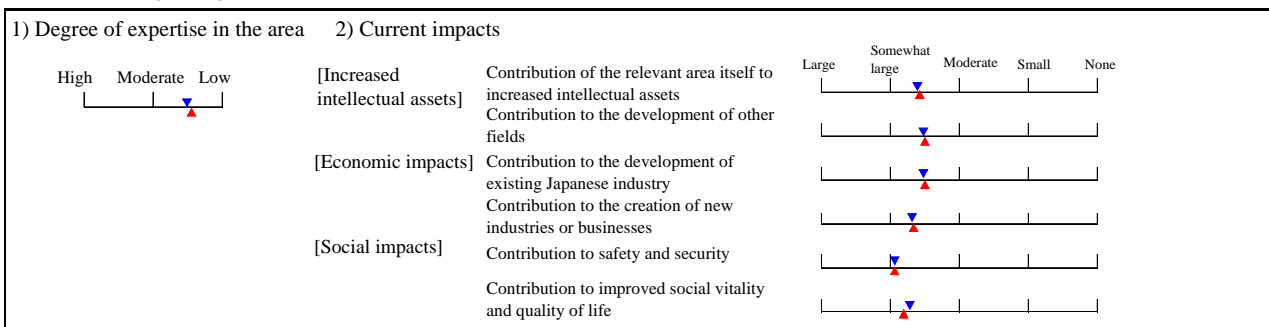 1) Degree of expertise in the area 2) Current impacts
High Moderate Low
Large Somewhat large Moderate Small None
[Increased intellectual assets]
Contribution of the relevant area itself to
increased intellectual assets
Contribution to the development of other
fields
[Economic impacts]
Contribution to the development of
existing Japanese industry
Contribution to the creation of new
industries or businesses
[Social impacts]
Contribution to safety and security
Contribution to improved social vitality
and quality of life